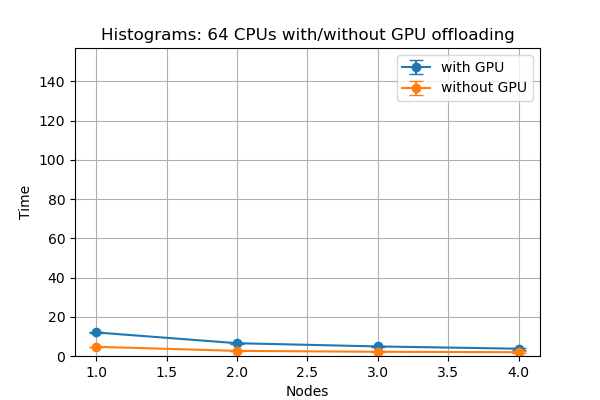 Histograms: 64 CPUs with/without GPU offloading
with GPU
without GPU
140
120
100
80
60
40
20
0
Time
1.0 1.5 2.0 2.5 3.0 3.5 4.0
Nodes